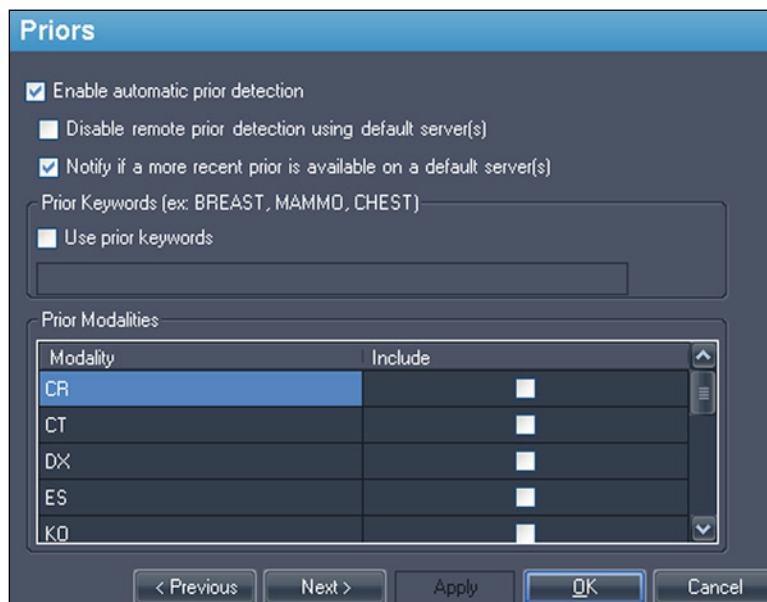 Priors
Enable automatic prior detection
Disable remote prior detection using default server(s)
Notify if a more recent prior is available on a default server(s)
Prior Keywords (ex: BREAST, MAMMO, CHEST)
Use prior keywords
Prior Modalities
Modality Include
CR
CT
DX
ES
KO
< Previous Next > Apply OK Cancel